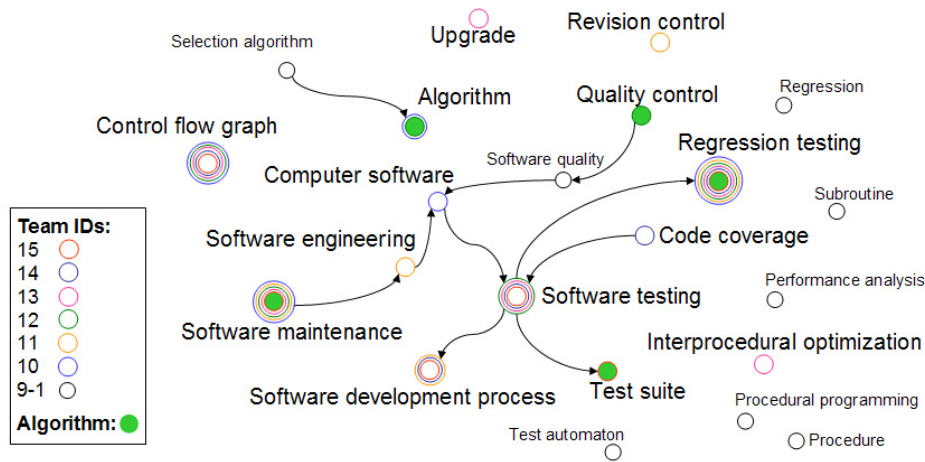 Upgrade
Revision control
Selection algorithm
Algorithm
Quality control
Regression
Control flow graph
Regression testing
Software quality
Computer software
Subroutine
Team IDs:
15
14
13
12
11
10
9-1
Algorithm:
Software engineering
Code coverage
Performance analysis
Software testing
Software maintenance
Interprocedural optimization
Software development process
Test suite
Procedural programming
Test automaton
Procedure